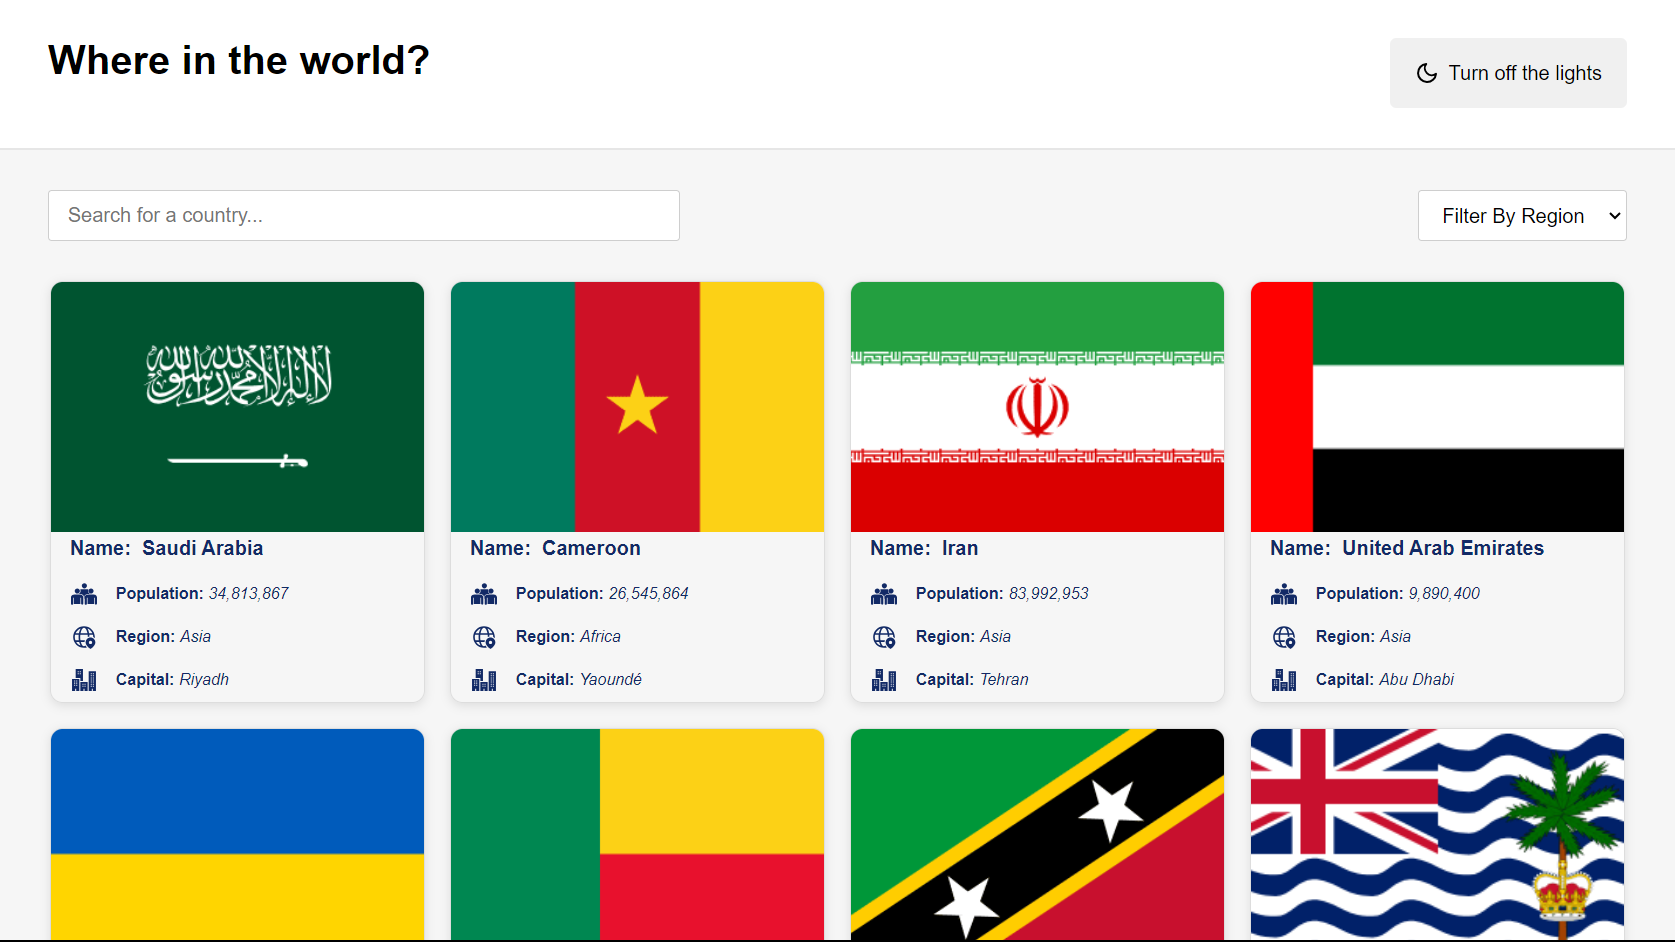 Where in the world?
Turn off the lights
Search for a country...
Filter By Region
لا إله إلا الله محمد رسول الله
Name: Saudi Arabia
Population: 34,813,867
Region: Asia
Capital: Riyadh
Name: Cameroon
Population: 26,545,864
Region: Africa
Capital: Yaoundé
Name: Iran
Population: 83,992,953
Region: Asia
Capital: Tehran
Name: United Arab Emirates
Population: 9,890,400
Region: Asia
Capital: Abu Dhabi